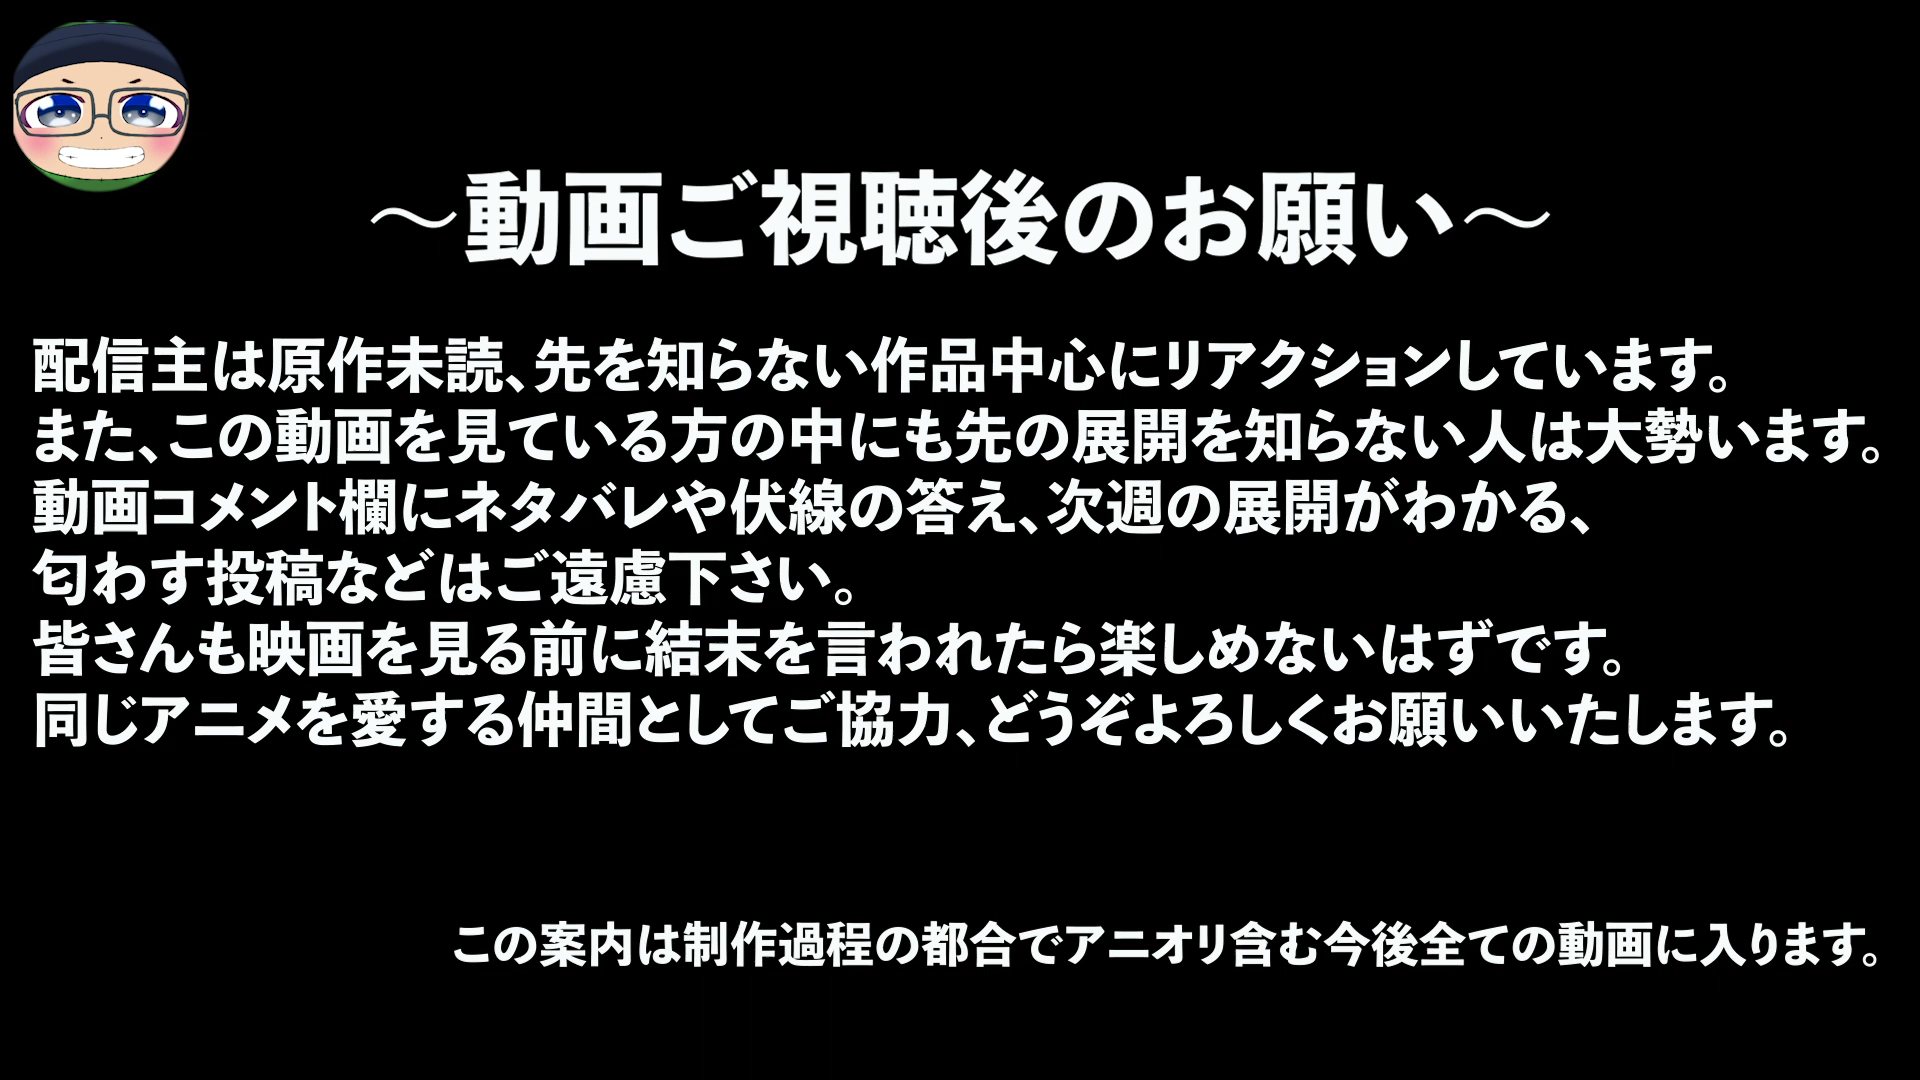 ～動画ご視聴後のお願い～
配信主は原作未読、先を知らない作品中心にリアクションしています。
また、この動画を見ている方の中にも先の展開を知らない人は大勢います。
動画コメント欄にネタバレや伏線の答え、次週の展開がわかる、
匂わす投稿などはご遠慮下さい。
皆さんも映画を見る前に結末を言われたら楽しめないはずです。
同じアニメを愛する仲間としてご協力、どうぞよろしくお願いいたします。
この案内は制作過程の都合でアニオリ含む今後全ての動画に入ります。